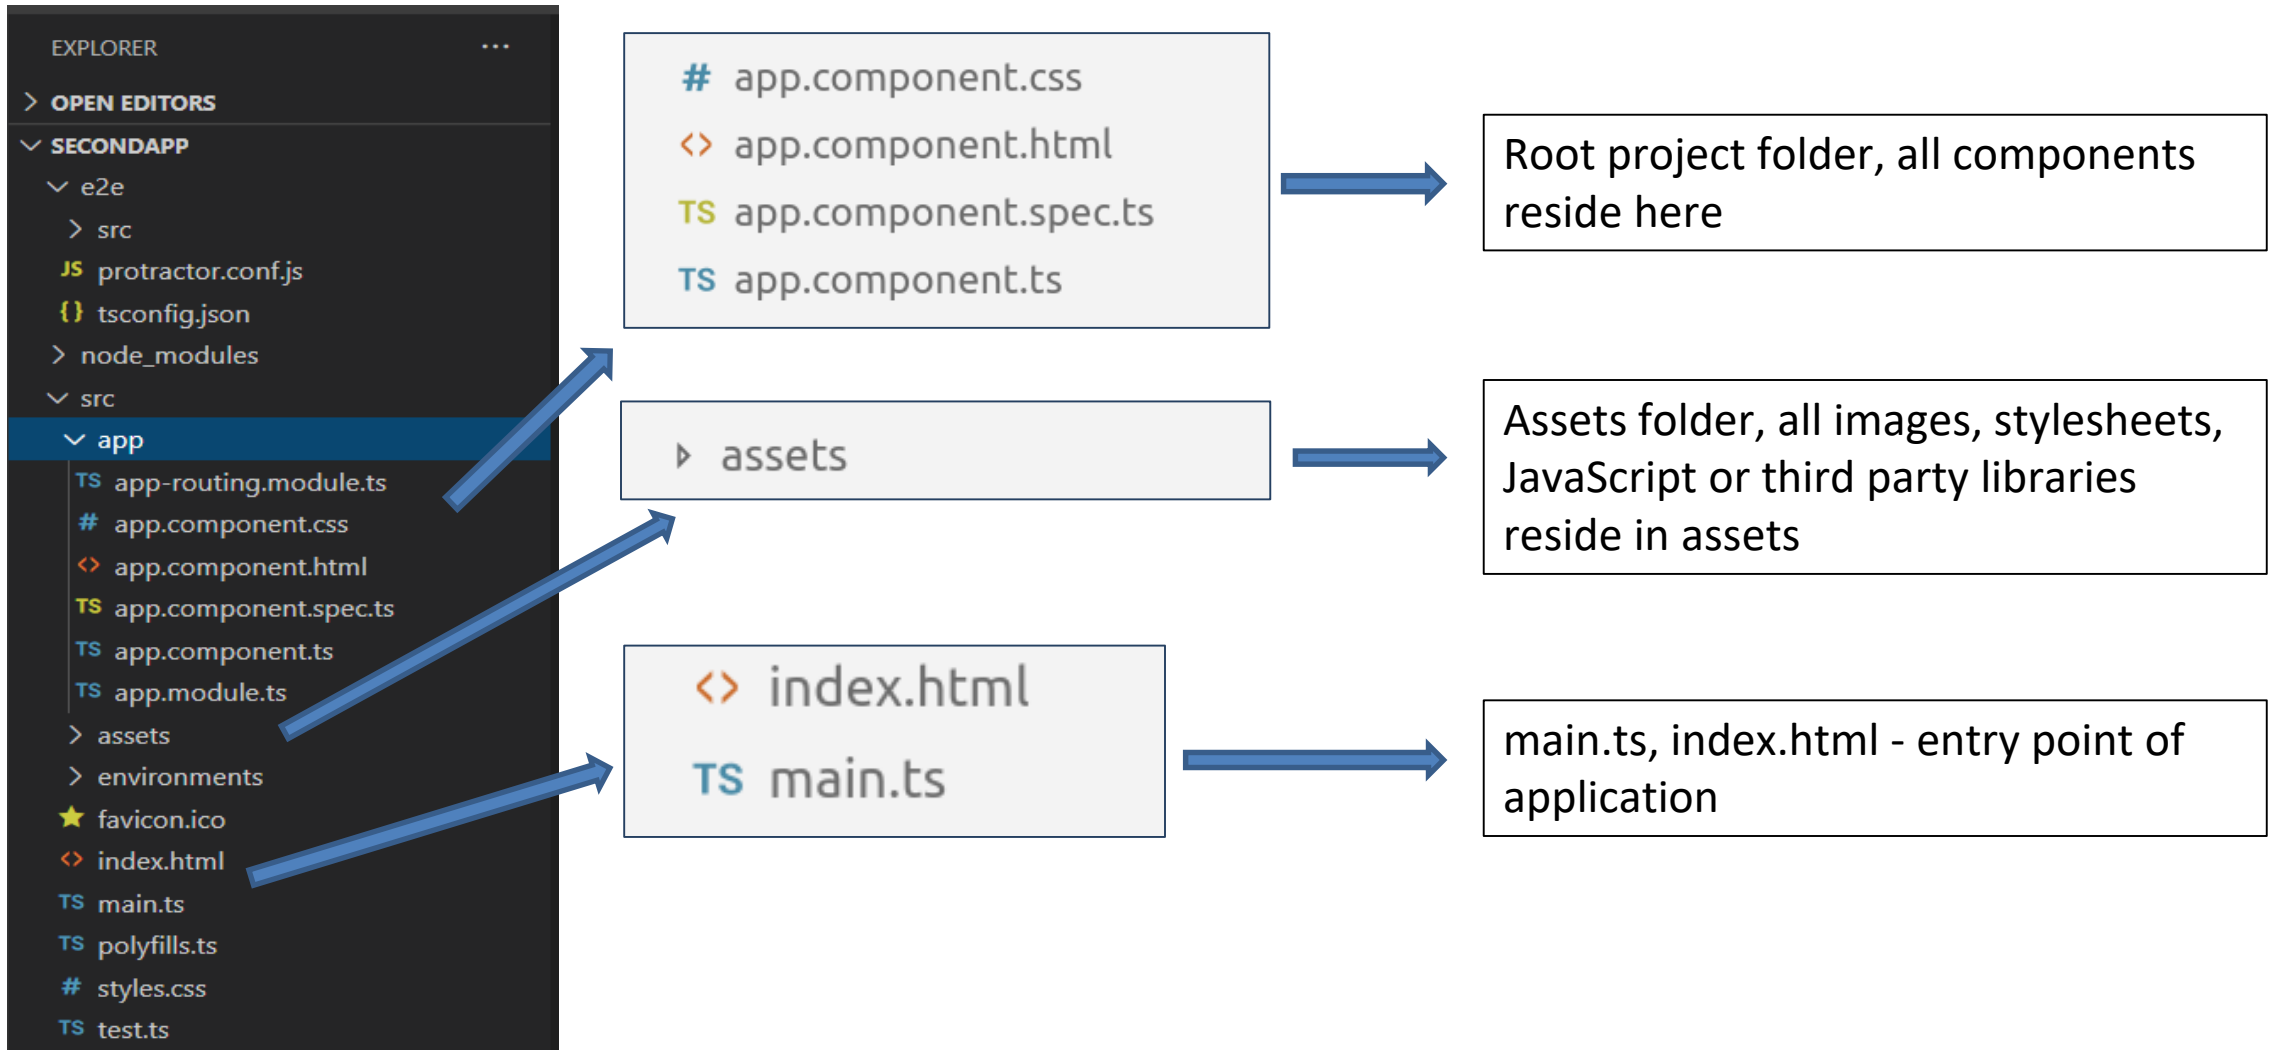 EXPLORER ...
OPEN EDITORS
SECONDAPP
e2e
src
JS protractor.conf.js
{} tsconfig.json
node_modules
src
app
TS app-routing.module.ts
# app.component.css
<> app.component.html
TS app.component.spec.ts
TS app.component.ts
TS app.module.ts
assets
environments
favicon.ico
<> index.html
TS main.ts
TS polyfills.ts
# styles.css
TS test.ts
# app.component.css
<> app.component.html
TS app.component.spec.ts
TS app.component.ts
Root project folder, all components
reside here
assets
Assets folder, all images, stylesheets,
JavaScript or third party libraries
reside in assets
<> index.html
TS main.ts
main.ts, index.html - entry point of
application